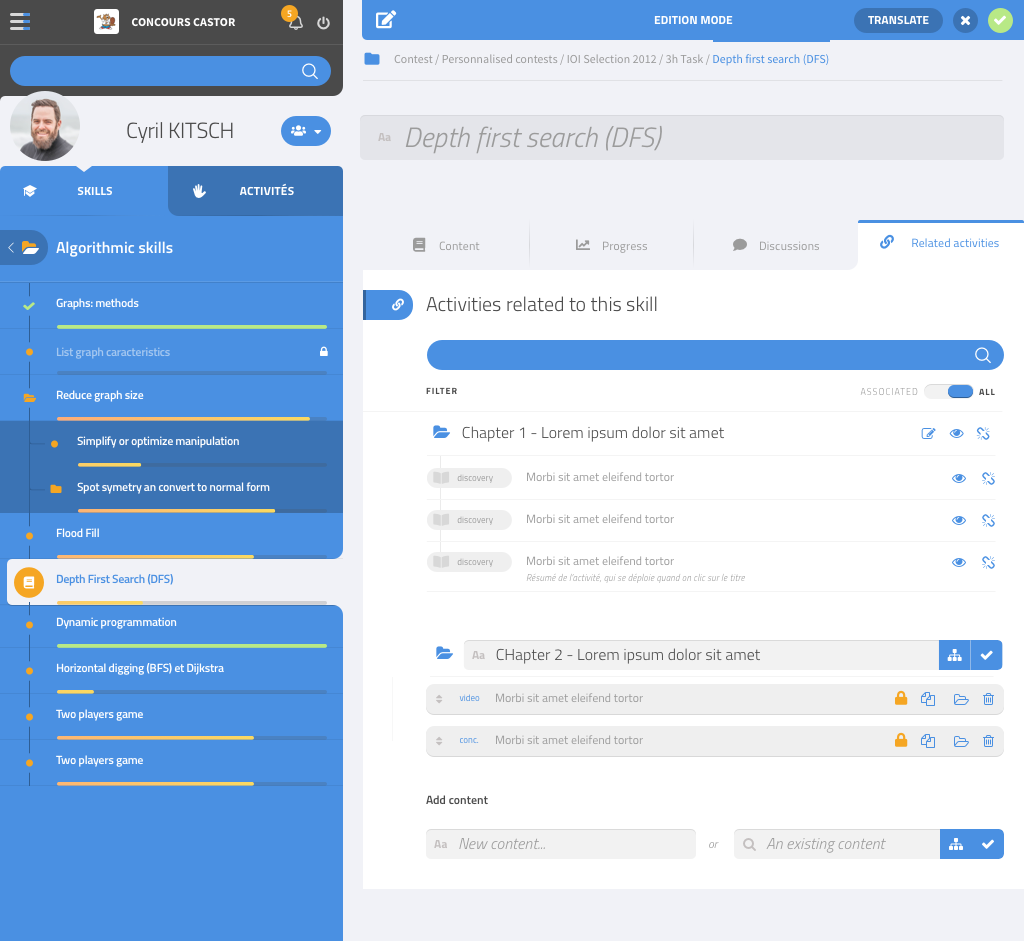 CONCOURS CASTOR
5
EDITION MODE
TRANSLATE
Contest / Personnalised contests / IOI Selection 2012 / 3h Task / Depth first search (DFS)
Cyril KITSCH
Aa Depth first search (DFS)
SKILLS
ACTIVITÉS
Algorithmic skills
Content
Progress
Discussions
Related activities
Graphs: methods
List graph caracteristics
Reduce graph size
Simplify or optimize manipulation
Spot symetry an convert to normal form
Flood Fill
Depth First Search (DFS)
Dynamic programmation
Horizontal digging (BFS) et Dijkstra
Two players game
Two players game
Activities related to this skill
FILTER
ASSOCIATED
ALL
Chapter 1 - Lorem ipsum dolor sit amet
discovery Morbi sit amet eleifend tortor
discovery Morbi sit amet eleifend tortor
discovery Morbi sit amet eleifend tortor
Résumé de l'activité, qui se déploie quand on clic sur le titre
Aa CHapter 2 - Lorem ipsum dolor sit amet
video Morbi sit amet eleifend tortor
conc. Morbi sit amet eleifend tortor
Add content
Aa New content...
or
An existing content